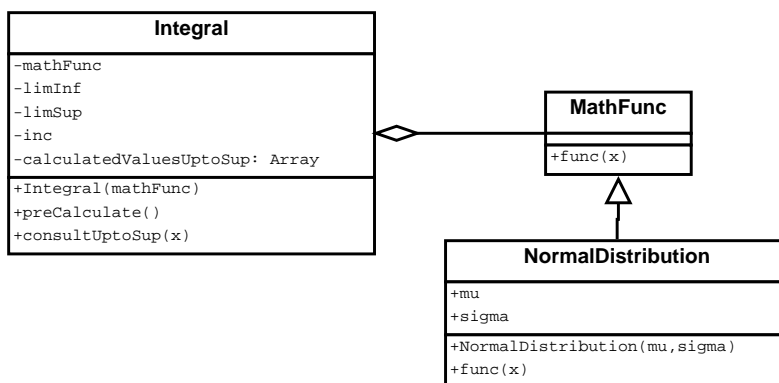 Integral
-mathFunc
-limInf
-limSup
-inc
-calculatedValuesUptoSup: Array
+Integral(mathFunc)
+preCalculate()
+consultUptoSup(x)
MathFunc
+func(x)
NormalDistribution
+mu
+sigma
+NormalDistribution(mu,sigma)
+func(x)